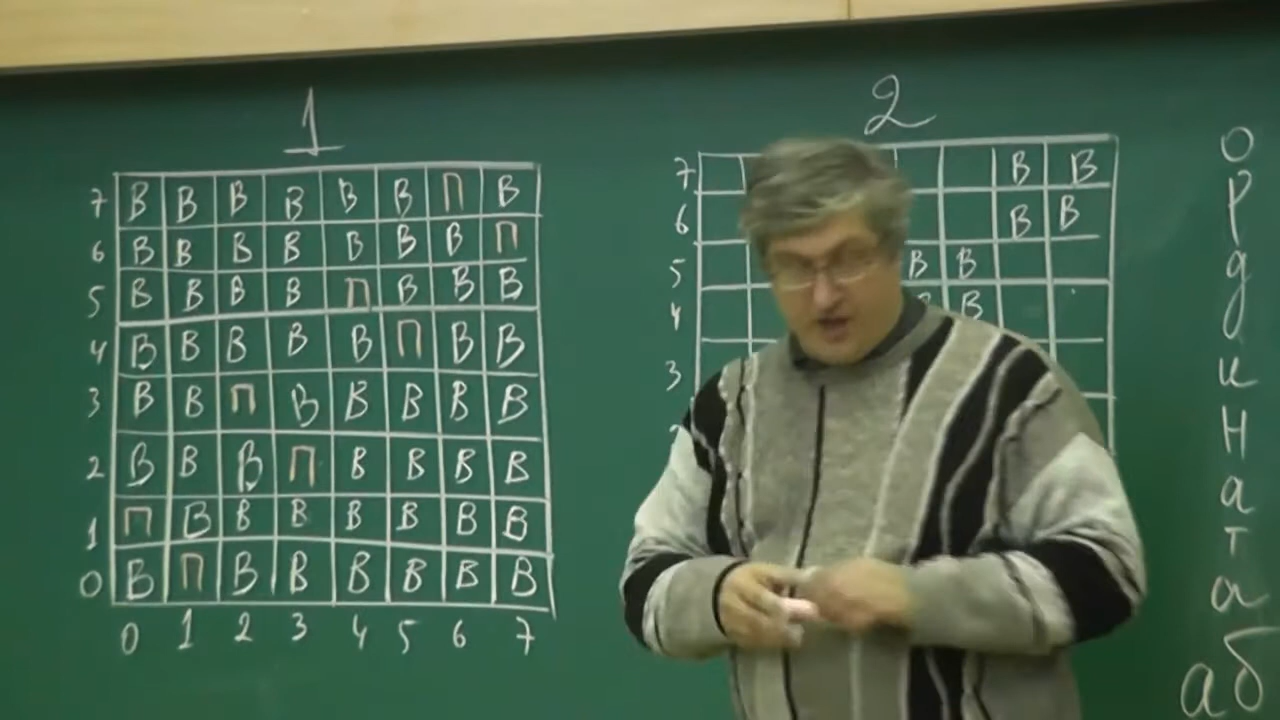 1
7 В В В В В В П В
6 В В В В В В В П
5 В В В В П В В В
4 В В В В В П В В
3 В В П В В В В В
2 В В В П В В В В
1 П В В В В В В В
0 В П В В В В В В
0 1 2 3 4 5 6 7
2
7 В В
6 В В
5 В В
4 В В
3
ордината
аб